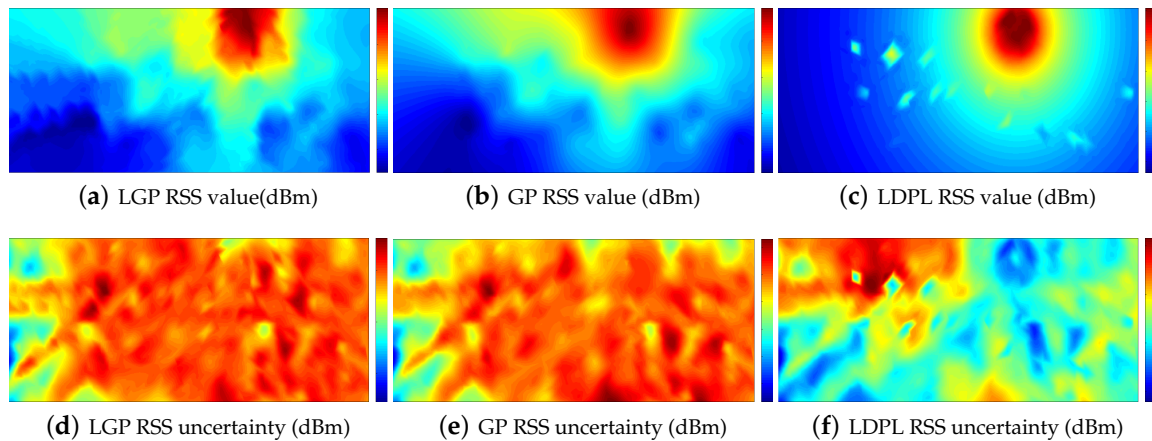 (a) LGP RSS value(dBm)
(b) GP RSS value (dBm)
(c) LDPL RSS value (dBm)
(d) LGP RSS uncertainty (dBm)
(e) GP RSS uncertainty (dBm)
(f) LDPL RSS uncertainty (dBm)